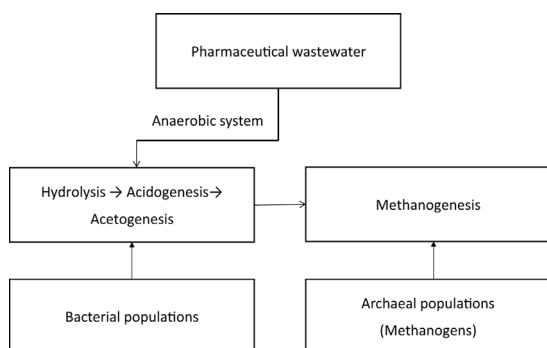 Pharmaceutical wastewater
Anaerobic system
Hydrolysis → Acidogenesis→
Acetogenesis
Methanogenesis
Bacterial populations
Archaeal populations
(Methanogens)